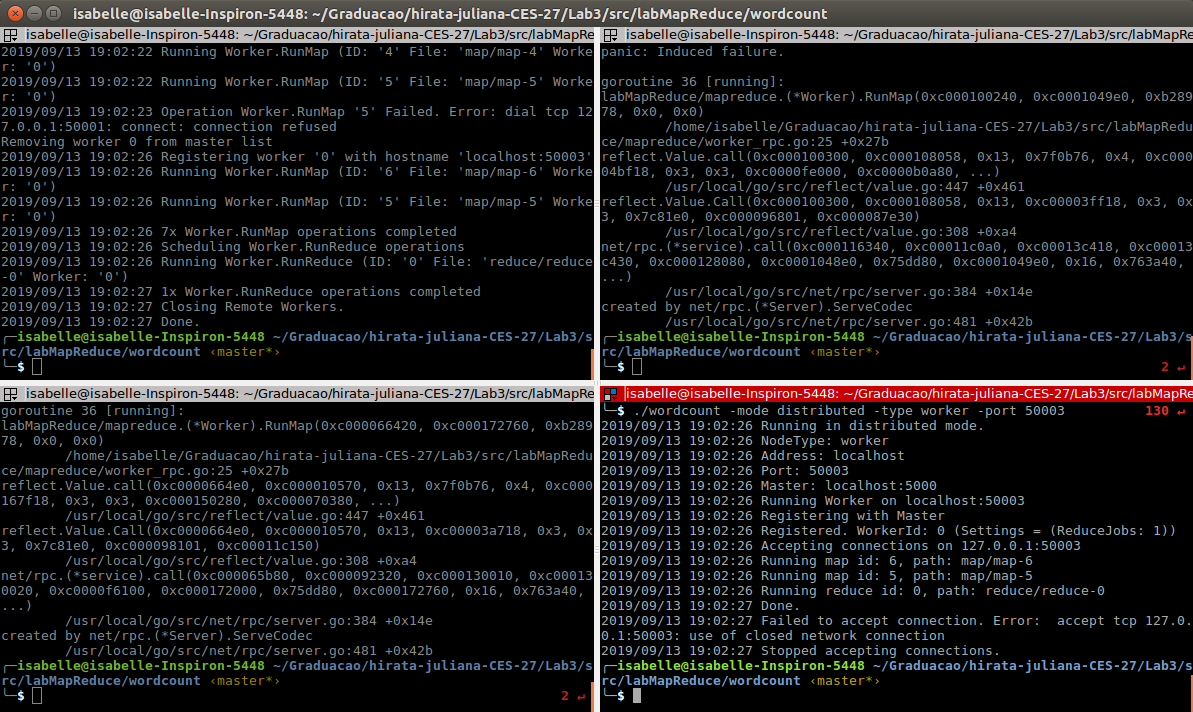 isabelle@isabelle-Inspiron-5448: ~/Graduacao/hirata-juliana-CES-27/Lab3/src/labMapReduce/wordcount
isabelle@isabelle-Inspiron-5448: ~/Graduacao/hirata-juliana-CES-27/Lab3/src/labMapRe
2019/09/13 19:02:22 Running Worker.RunMap (ID: '4' File: 'map/map-4' Worke
r: '0')
2019/09/13 19:02:22 Running Worker.RunMap (ID: '5' File: 'map/map-5' Worke
r: '0')
2019/09/13 19:02:23 Operation Worker.RunMap '5' Failed. Error: dial tcp 12
7.0.0.1:50001: connect: connection refused
Removing worker 0 from master list
2019/09/13 19:02:26 Registering worker '0' with hostname 'localhost:50003'
2019/09/13 19:02:26 Running Worker.RunMap (ID: '6' File: 'map/map-6' Worke
r: '0')
2019/09/13 19:02:26 Running Worker.RunMap (ID: '5' File: 'map/map-5' Worke
r: '0')
2019/09/13 19:02:26 7x Worker.RunMap operations completed
2019/09/13 19:02:26 Scheduling Worker.RunReduce operations
2019/09/13 19:02:26 Running Worker.RunReduce (ID: '0' File: 'reduce/reduce
-0' Worker: '0')
2019/09/13 19:02:27 1x Worker.RunReduce operations completed
2019/09/13 19:02:27 Closing Remote Workers.
2019/09/13 19:02:27 Done.
╭─isabelle@isabelle-Inspiron-5448 ~/Graduacao/hirata-juliana-CES-27/Lab3/s
rc/labMapReduce/wordcount ‹master*›
╰─$
isabelle@isabelle-Inspiron-5448: ~/Graduacao/hirata-juliana-CES-27/Lab3/src/labMapRe
panic: Induced failure.
goroutine 36 [running]:
labMapReduce/mapreduce.(*Worker).RunMap(0xc000100240, 0xc0001049e0, 0xb289
78, 0x0, 0x0)
/home/isabelle/Graduacao/hirata-juliana-CES-27/Lab3/src/labMapRedu
ce/mapreduce/worker_rpc.go:25 +0x27b
reflect.Value.call(0xc000100300, 0xc000108058, 0x13, 0x7f0b76, 0x4, 0xc000
04bf18, 0x3, 0x3, 0xc0000fe000, 0xc0000b0a80, ...)
/usr/local/go/src/reflect/value.go:447 +0x461
reflect.Value.Call(0xc000100300, 0xc000108058, 0x13, 0xc00003ff18, 0x3, 0x
3, 0x7c81e0, 0xc000096801, 0xc000087e30)
/usr/local/go/src/reflect/value.go:308 +0xa4
net/rpc.(*service).call(0xc000116340, 0xc00011c0a0, 0xc00013c418, 0xc00013
c430, 0xc000128080, 0xc0001048e0, 0x75dd80, 0xc0001049e0, 0x16, 0x763a40,
...)
/usr/local/go/src/net/rpc/server.go:384 +0x14e
created by net/rpc.(*Server).ServeCodec
/usr/local/go/src/net/rpc/server.go:481 +0x42b
╭─isabelle@isabelle-Inspiron-5448 ~/Graduacao/hirata-juliana-CES-27/Lab3/s
rc/labMapReduce/wordcount ‹master*›
╰─$ 2 ↵
isabelle@isabelle-Inspiron-5448: ~/Graduacao/hirata-juliana-CES-27/Lab3/src/labMapRe
goroutine 36 [running]:
labMapReduce/mapreduce.(*Worker).RunMap(0xc000066420, 0xc000172760, 0xb289
78, 0x0, 0x0)
/home/isabelle/Graduacao/hirata-juliana-CES-27/Lab3/src/labMapRedu
ce/mapreduce/worker_rpc.go:25 +0x27b
reflect.Value.call(0xc0000664e0, 0xc000010570, 0x13, 0x7f0b76, 0x4, 0xc000
167f18, 0x3, 0x3, 0xc000150280, 0xc000070380, ...)
/usr/local/go/src/reflect/value.go:447 +0x461
reflect.Value.Call(0xc0000664e0, 0xc000010570, 0x13, 0xc00003a718, 0x3, 0x
3, 0x7c81e0, 0xc000098101, 0xc00011c150)
/usr/local/go/src/reflect/value.go:308 +0xa4
net/rpc.(*service).call(0xc000065b80, 0xc000092320, 0xc000130010, 0xc00013
0020, 0xc0000f6100, 0xc000172000, 0x75dd80, 0xc000172760, 0x16, 0x763a40,
...)
/usr/local/go/src/net/rpc/server.go:384 +0x14e
created by net/rpc.(*Server).ServeCodec
/usr/local/go/src/net/rpc/server.go:481 +0x42b
╭─isabelle@isabelle-Inspiron-5448 ~/Graduacao/hirata-juliana-CES-27/Lab3/s
rc/labMapReduce/wordcount ‹master*›
╰─$ 2 ↵
isabelle@isabelle-Inspiron-5448: ~/Graduacao/hirata-juliana-CES-27/Lab3/src/labMapRe
╰─$ ./wordcount -mode distributed -type worker -port 50003 130 ↵
2019/09/13 19:02:26 Running in distributed mode.
2019/09/13 19:02:26 NodeType: worker
2019/09/13 19:02:26 Address: localhost
2019/09/13 19:02:26 Port: 50003
2019/09/13 19:02:26 Master: localhost:5000
2019/09/13 19:02:26 Running Worker on localhost:50003
2019/09/13 19:02:26 Registering with Master
2019/09/13 19:02:26 Registered. WorkerId: 0 (Settings = (ReduceJobs: 1))
2019/09/13 19:02:26 Accepting connections on 127.0.0.1:50003
2019/09/13 19:02:26 Running map id: 6, path: map/map-6
2019/09/13 19:02:26 Running map id: 5, path: map/map-5
2019/09/13 19:02:26 Running reduce id: 0, path: reduce/reduce-0
2019/09/13 19:02:27 Done.
2019/09/13 19:02:27 Failed to accept connection. Error:  accept tcp 127.0.
0.1:50003: use of closed network connection
2019/09/13 19:02:27 Stopped accepting connections.
╭─isabelle@isabelle-Inspiron-5448 ~/Graduacao/hirata-juliana-CES-27/Lab3/s
rc/labMapReduce/wordcount ‹master*›
╰─$